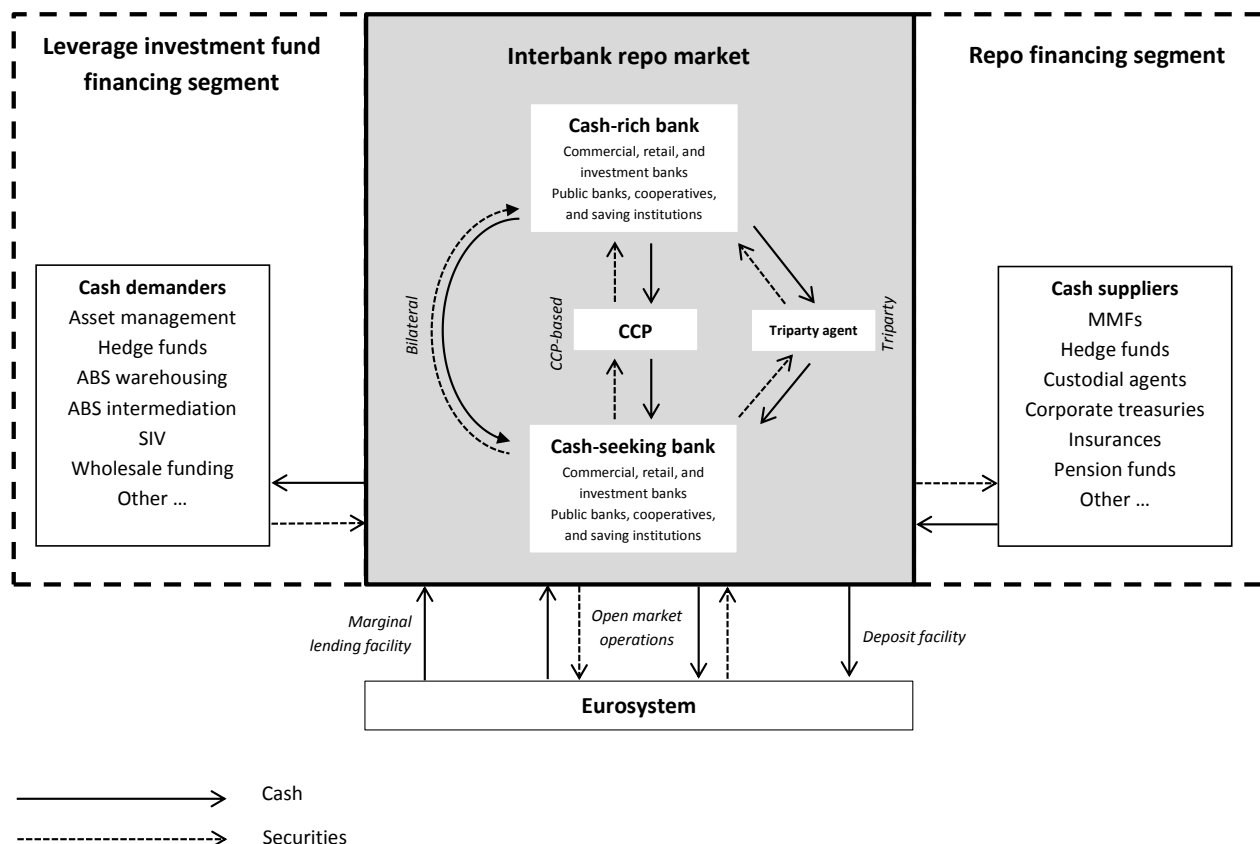 Leverage investment fund
financing segment
Interbank repo market
Repo financing segment
Cash-rich bank
Commercial, retail, and
investment banks
Public banks, cooperatives,
and saving institutions
Cash demanders
Asset management
Hedge funds
ABS warehousing
ABS intermediation
SIV
Wholesale funding
Other …
Bilateral
CCP-based
CCP
Triparty agent
Triparty
Cash-seeking bank
Commercial, retail, and
investment banks
Public banks, cooperatives,
and saving institutions
Cash suppliers
MMFs
Hedge funds
Custodial agents
Corporate treasuries
Insurances
Pension funds
Other …
Marginal
lending facility
Open market
operations
Deposit facility
Eurosystem
Cash
Securities